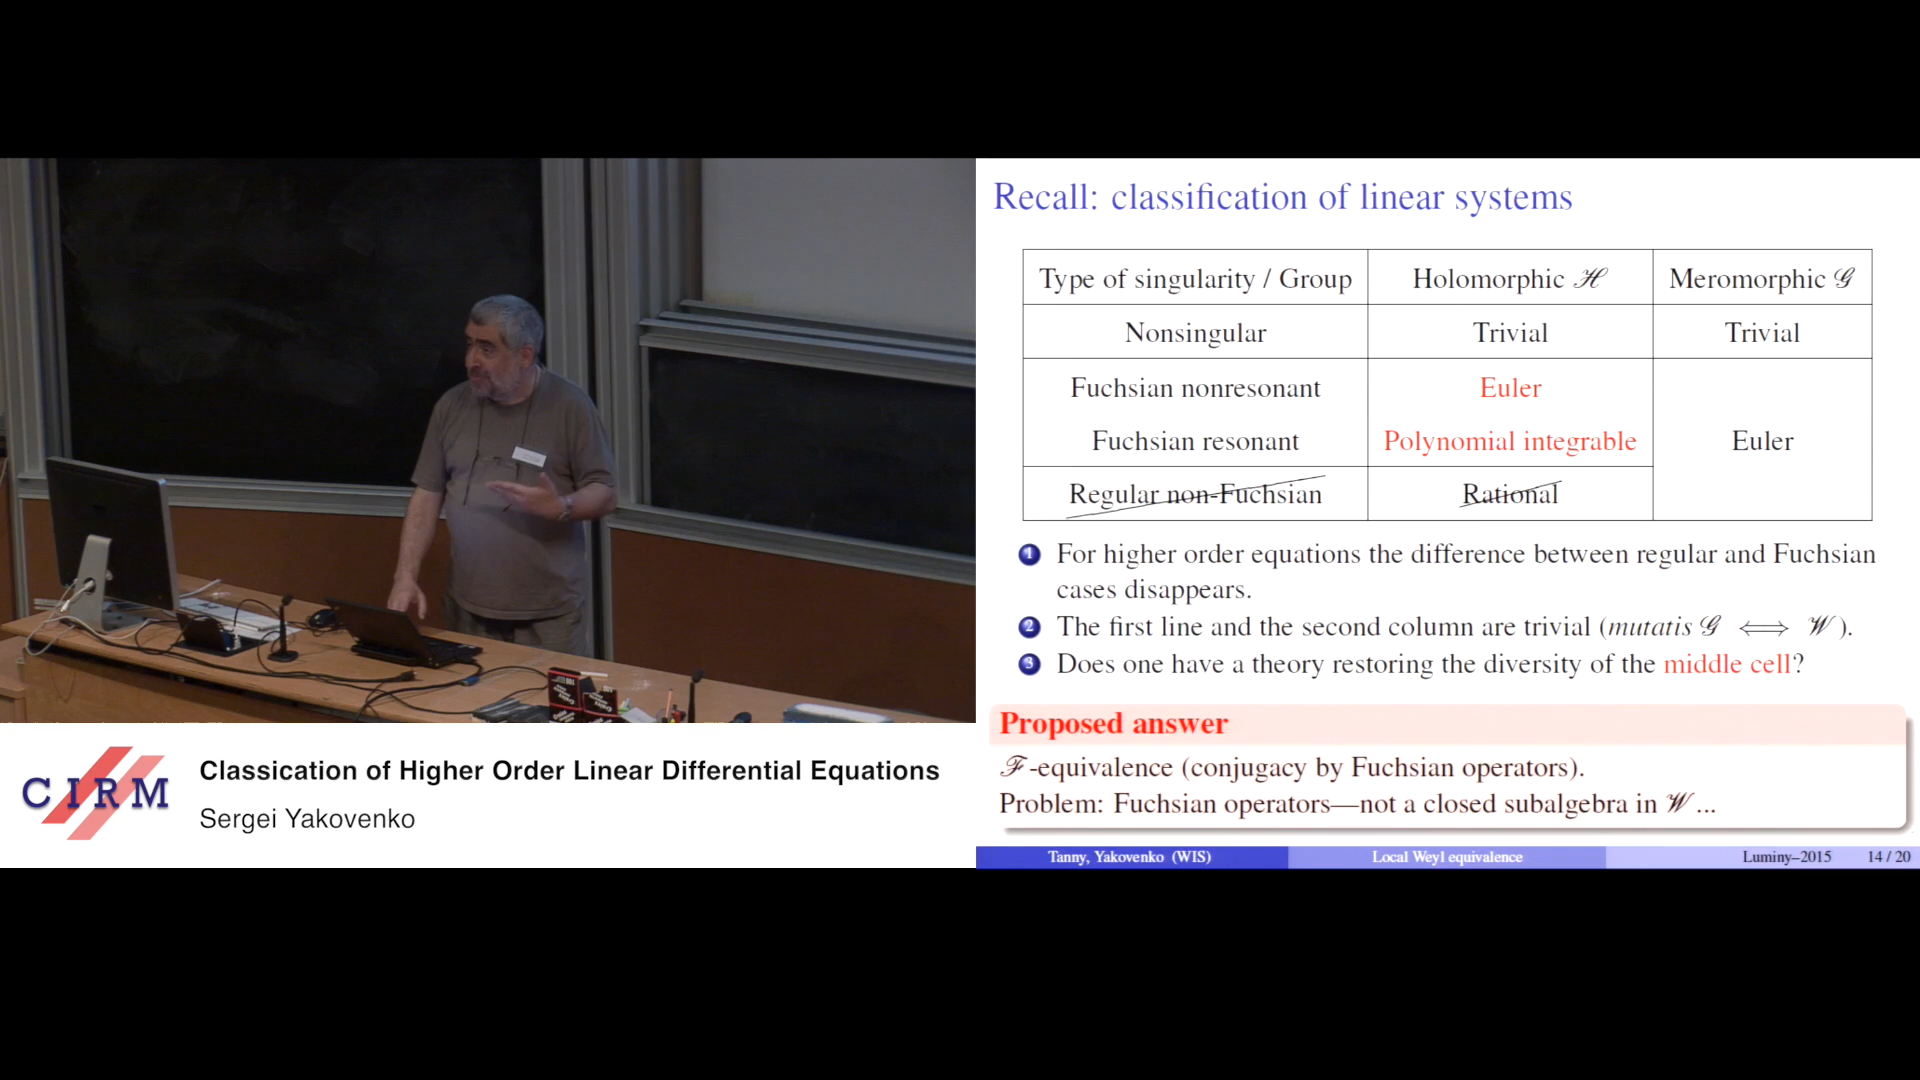 Recall: classification of linear systems
Type of singularity / Group Holomorphic ℋ Meromorphic 𝒢
Nonsingular Trivial Trivial
Fuchsian nonresonant Euler
Fuchsian resonant Polynomial integrable Euler
Regular non-Fuchsian Rational
1 For higher order equations the difference between regular and Fuchsian
cases disappears.
2 The first line and the second column are trivial (mutatis 𝒢 ⟺ 𝒲).
3 Does one have a theory restoring the diversity of the middle cell?
Proposed answer
ℱ-equivalence (conjugacy by Fuchsian operators).
Problem: Fuchsian operators—not a closed subalgebra in 𝒲...
Tanny, Yakovenko (WIS) Local Weyl equivalence Luminy–2015 14 / 20
CIRM
Classication of Higher Order Linear Differential Equations
Sergei Yakovenko